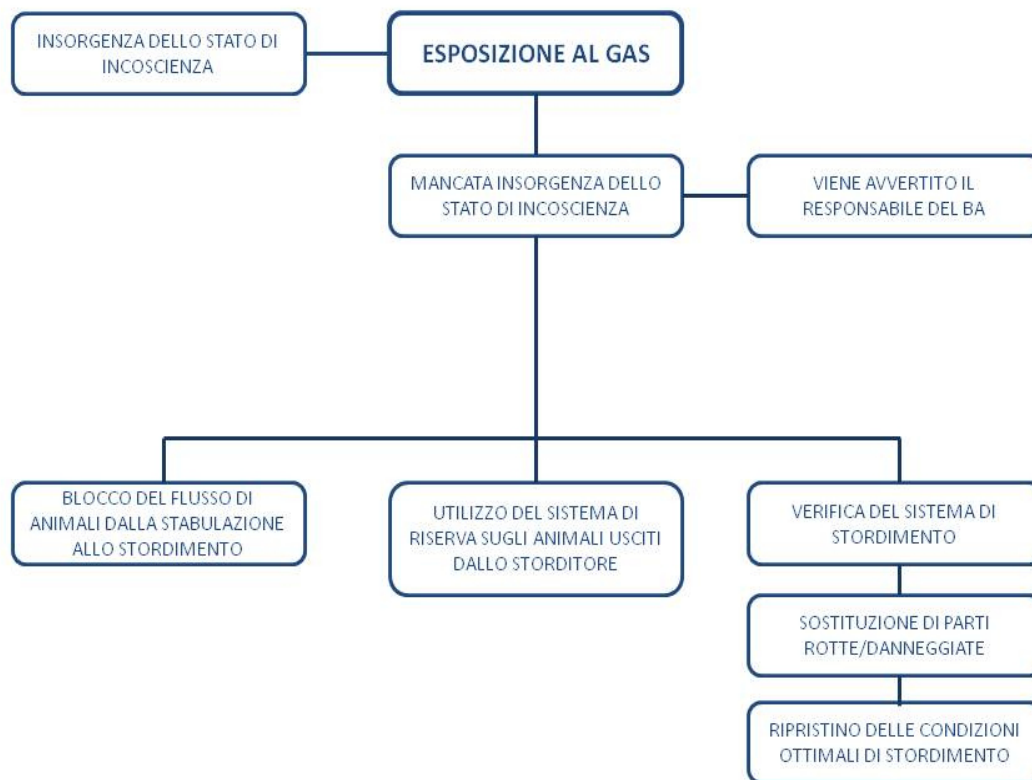 INSORGENZA DELLO STATO DI
INCOSCIENZA
ESPOSIZIONE AL GAS
MANCATA INSORGENZA DELLO
STATO DI INCOSCIENZA
VIENE AVVERTITO IL
RESPONSABILE DEL BA
BLOCCO DEL FLUSSO DI
ANIMALI DALLA STABULAZIONE
ALLO STORDIMENTO
UTILIZZO DEL SISTEMA DI
RISERVA SUGLI ANIMALI USCITI
DALLO STORDITORE
VERIFICA DEL SISTEMA DI
STORDIMENTO
SOSTITUZIONE DI PARTI
ROTTE/DANNEGGIATE
RIPRISTINO DELLE CONDIZIONI
OTTIMALI DI STORDIMENTO